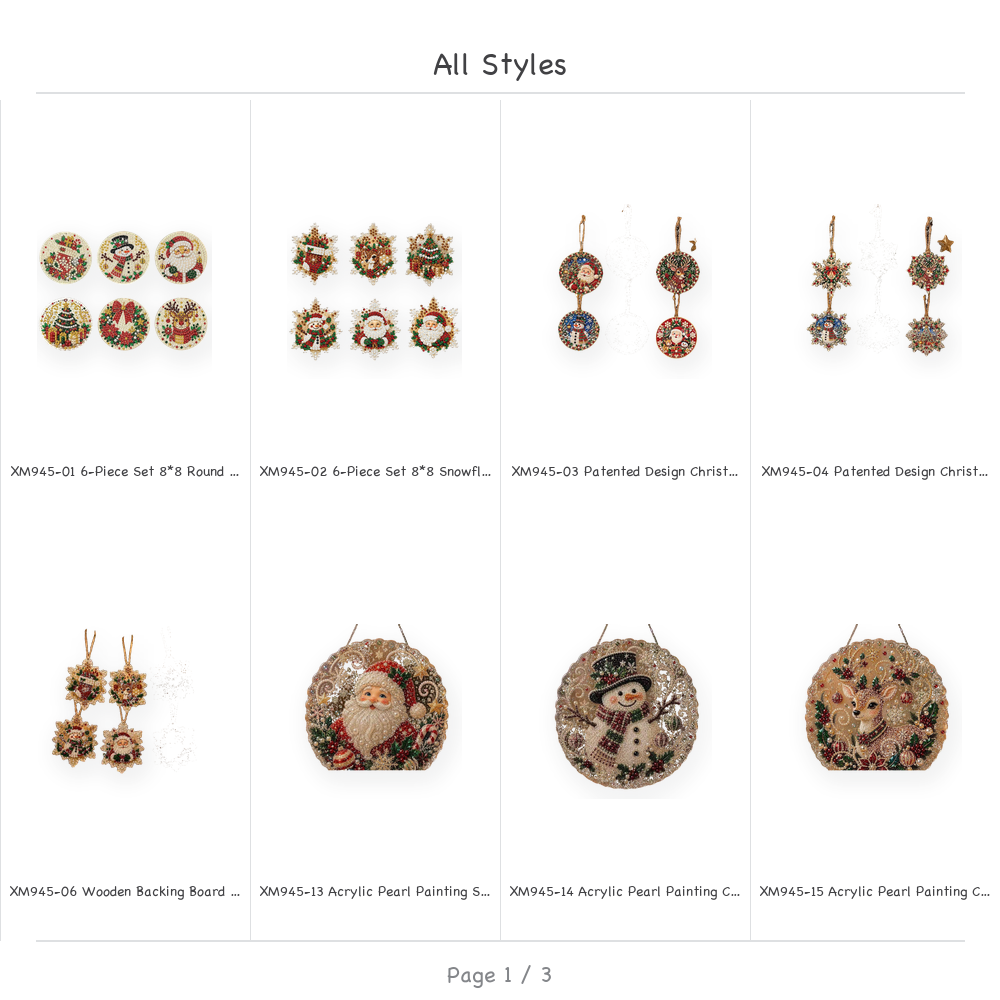 All Styles
XM945-01 6-Piece Set 8*8 Round ...
XM945-02 6-Piece Set 8*8 Snowfl...
XM945-03 Patented Design Christ...
XM945-04 Patented Design Christ...
XM945-06 Wooden Backing Board ...
XM945-13 Acrylic Pearl Painting S...
XM945-14 Acrylic Pearl Painting C...
XM945-15 Acrylic Pearl Painting C...
Page 1 / 3